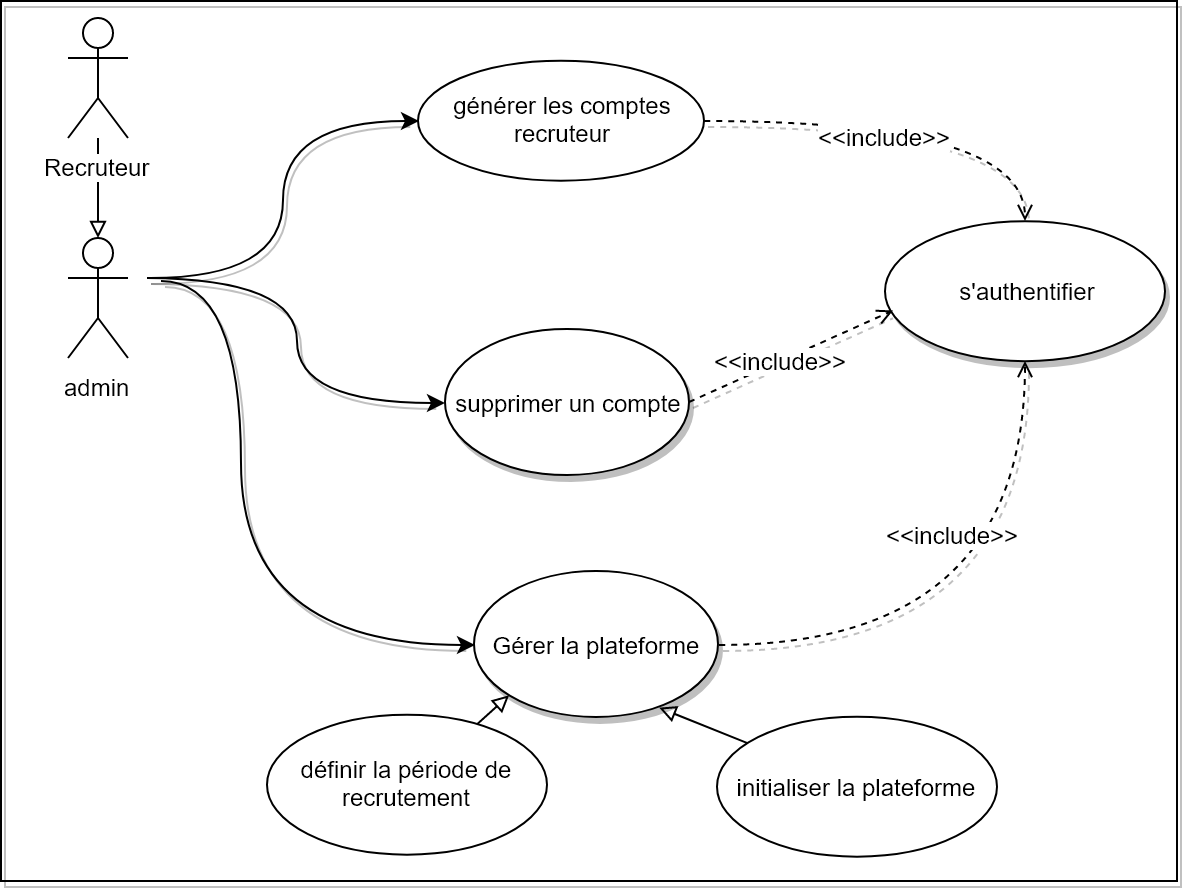 générer les comptes
recruteur
<<include>>
Recruteur
s'authentifier
<<include>>
admin
supprimer un compte
<<include>>
Gérer la plateforme
définir la période de
recrutement
initialiser la plateforme